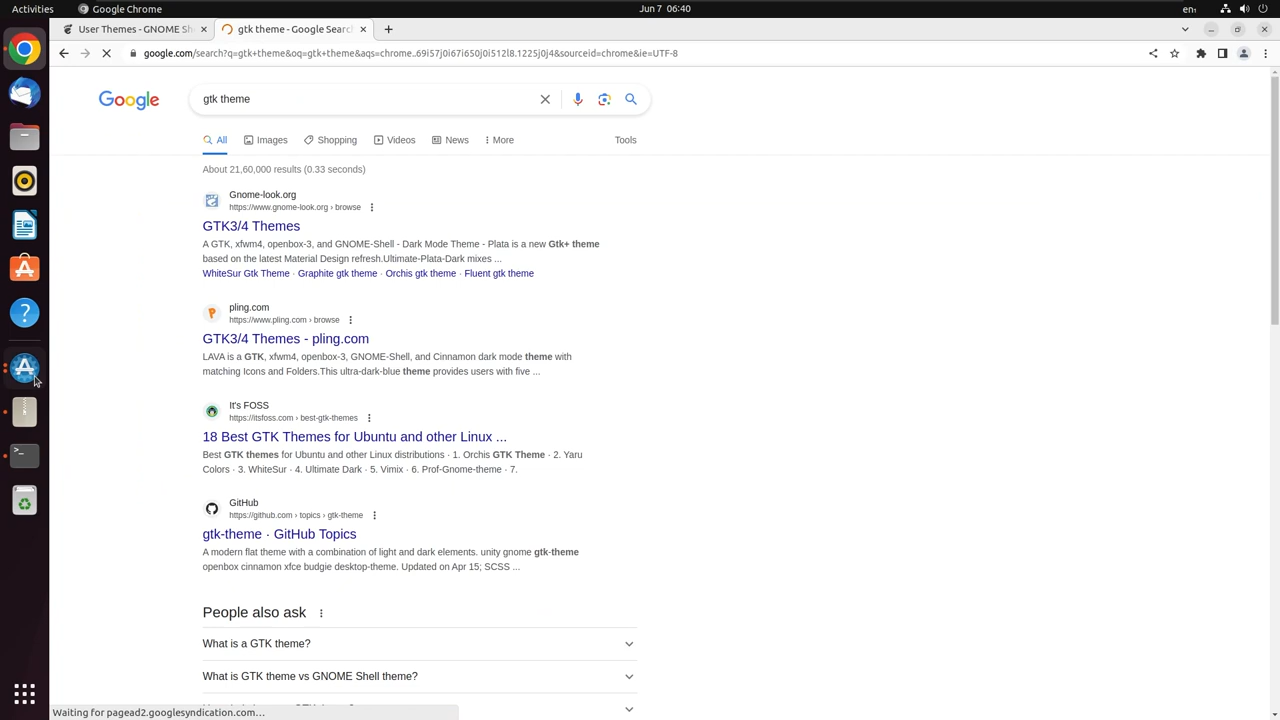 Activities
Google Chrome
Jun 7 06:40
en₁
User Themes - GNOME Sh
gtk theme - Google Search
google.com/search?q=gtk+theme&oq=gtk+theme&aqs=chrome..69i57j0i67i650j0i512l8.1225j0j4&sourceid=chrome&ie=UTF-8
Google
gtk theme
All
Images
Shopping
Videos
News
More
Tools
About 21,60,000 results (0.33 seconds)
Gnome-look.org
https://www.gnome-look.org › browse
GTK3/4 Themes
A GTK, xfwm4, openbox-3, and GNOME-Shell - Dark Mode Theme - Plata is a new Gtk+ theme
based on the latest Material Design refresh.Ultimate-Plata-Dark mixes ...
WhiteSur Gtk Theme · Graphite gtk theme · Orchis gtk theme · Fluent gtk theme
pling.com
https://www.pling.com › browse
GTK3/4 Themes - pling.com
LAVA is a GTK, xfwm4, openbox-3, GNOME-Shell, and Cinnamon dark mode theme with
matching Icons and Folders.This ultra-dark-blue theme provides users with five ...
It's FOSS
https://itsfoss.com › best-gtk-themes
18 Best GTK Themes for Ubuntu and other Linux ...
Best GTK themes for Ubuntu and other Linux distributions · 1. Orchis GTK Theme · 2. Yaru
Colors · 3. WhiteSur · 4. Ultimate Dark · 5. Vimix · 6. Prof-Gnome-theme · 7.
GitHub
https://github.com › topics › gtk-theme
gtk-theme · GitHub Topics
A modern flat theme with a combination of light and dark elements. unity gnome gtk-theme
openbox cinnamon xfce budgie desktop-theme. Updated on Apr 15; SCSS ...
People also ask
What is a GTK theme?
What is GTK theme vs GNOME Shell theme?
Waiting for pagead2.googlesyndication.com…